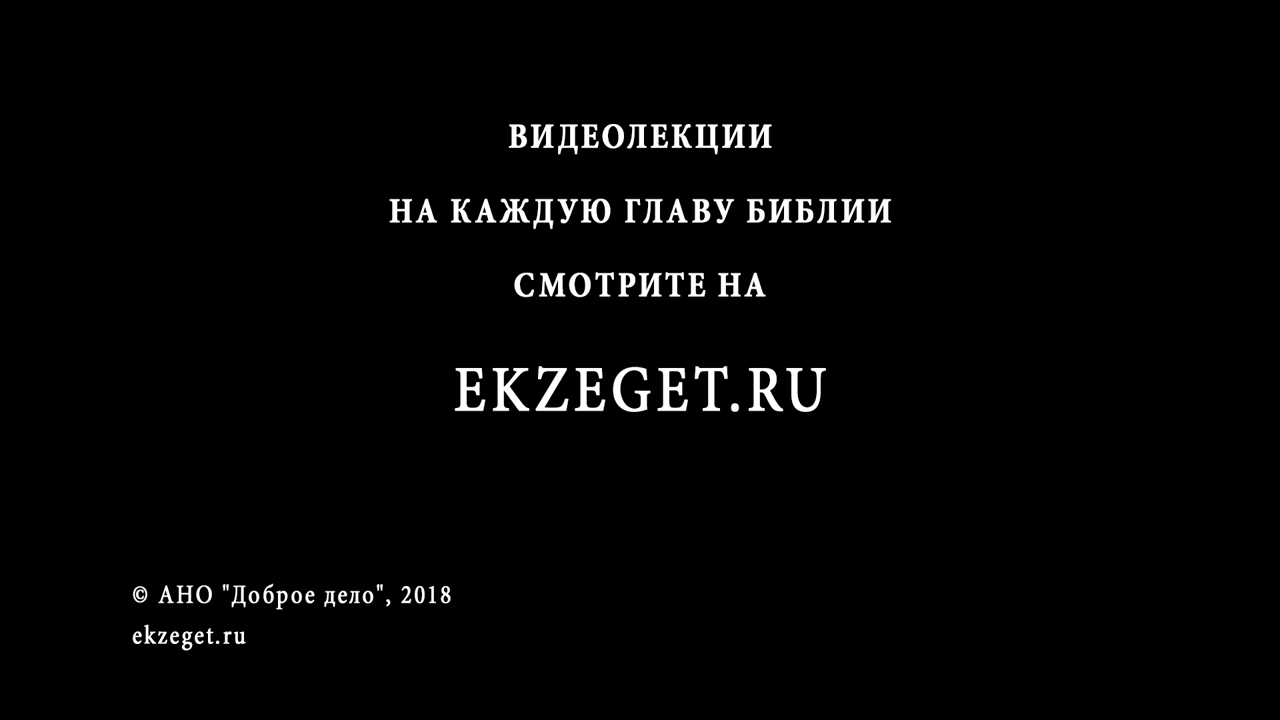 ВИДЕОЛЕКЦИИ
НА КАЖДУЮ ГЛАВУ БИБЛИИ
СМОТРИТЕ НА
EKZEGET.RU
© АНО "Доброе дело", 2018
ekzeget.ru